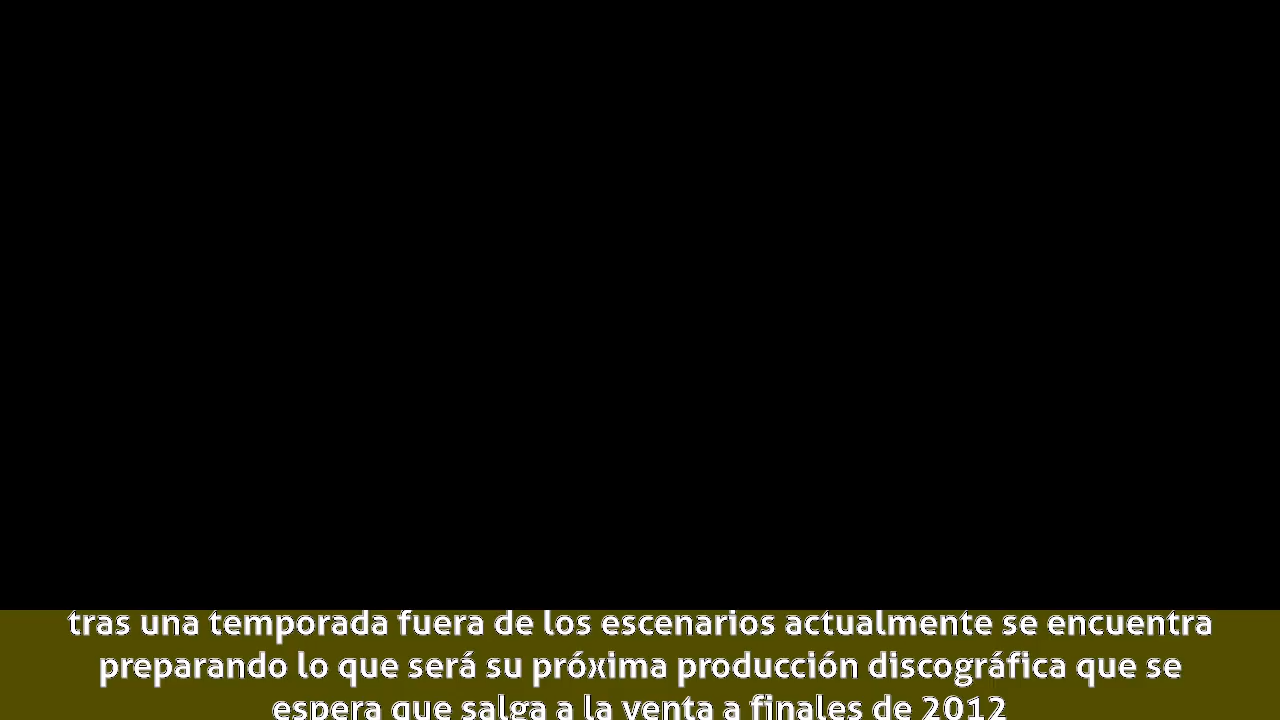 tras una temporada fuera de los escenarios actualmente se encuentra
preparando lo que será su próxima producción discográfica que se
espera que salga a la venta a finales de 2012